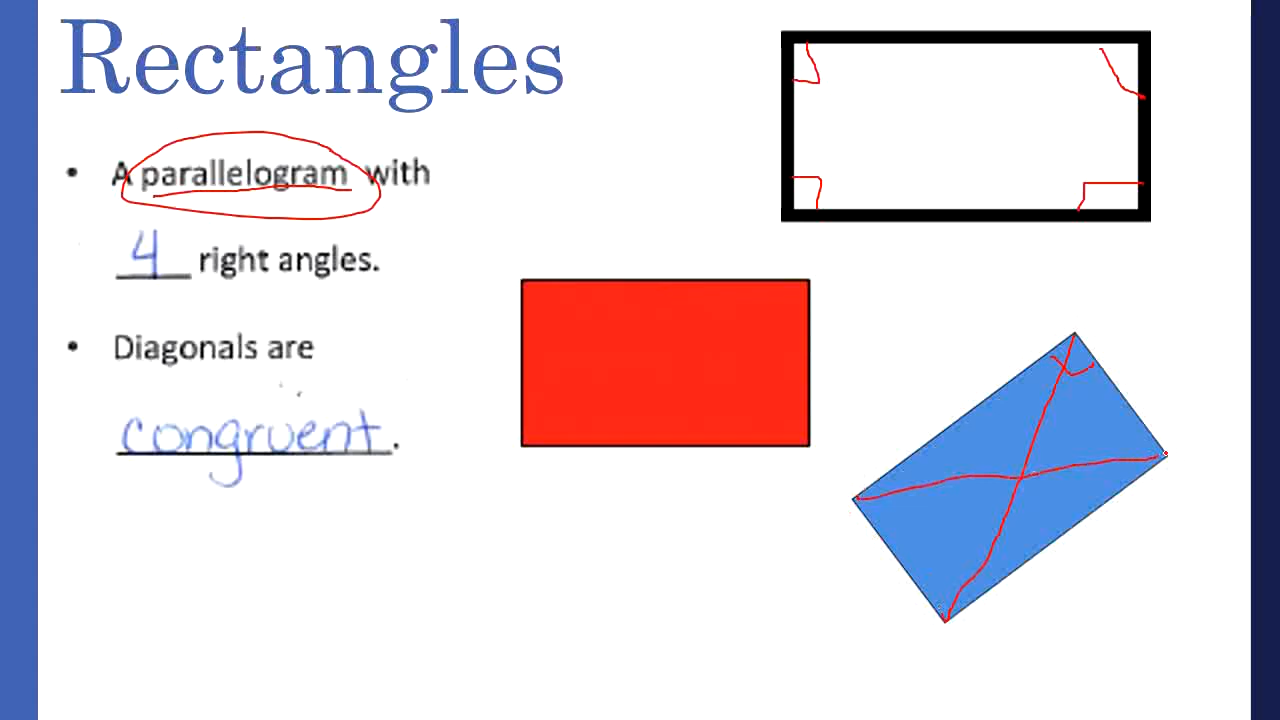 Rectangles
• A parallelogram with
4 right angles.
• Diagonals are
congruent.